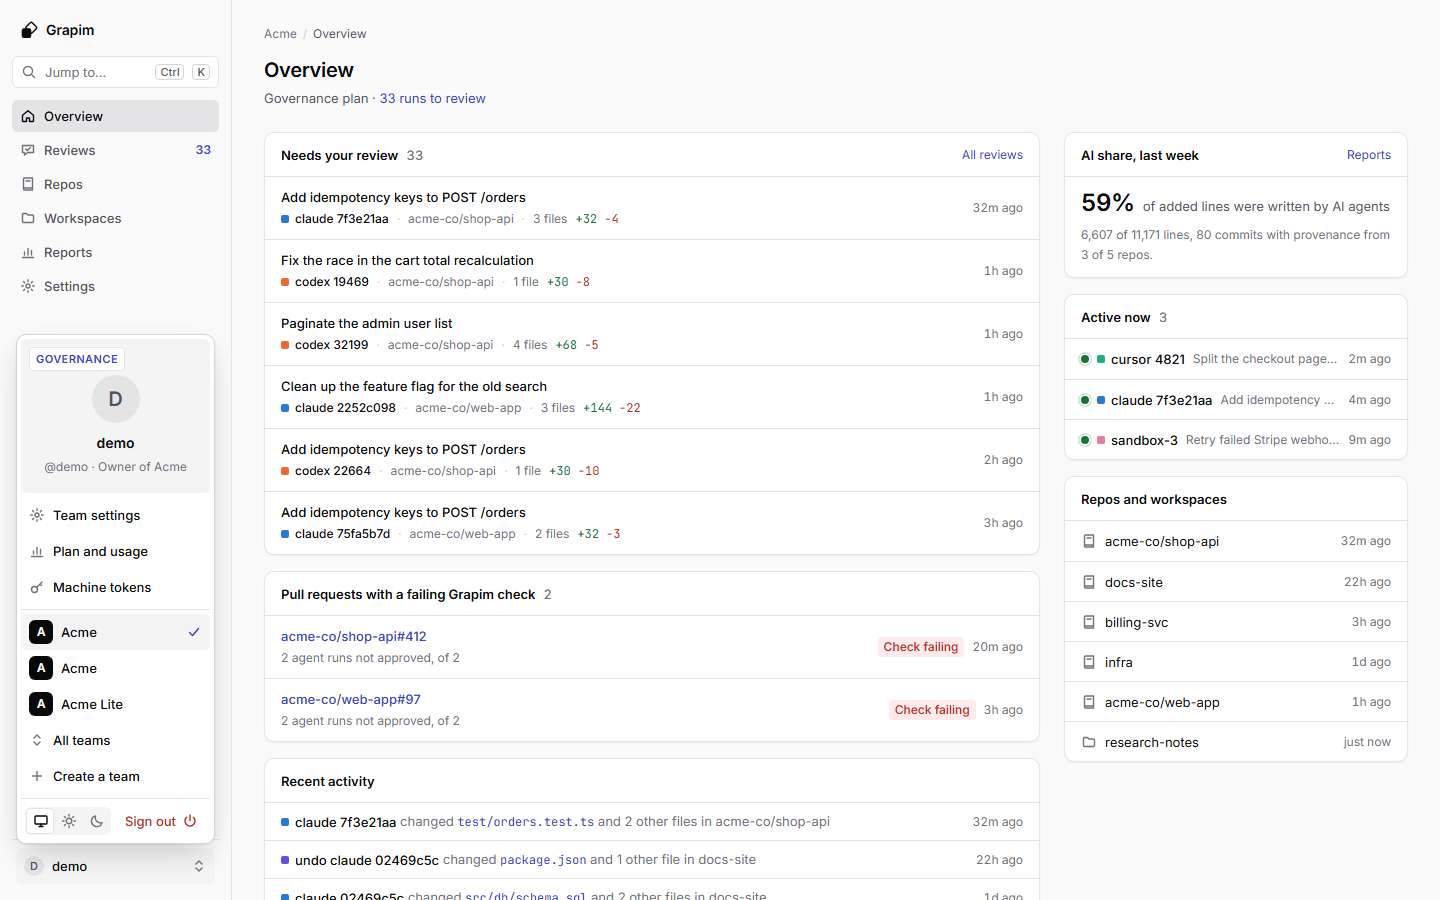 Grapim
Jump to... Ctrl K
Overview
Reviews 33
Repos
Workspaces
Reports
Settings
GOVERNANCE
D
demo
@demo · Owner of Acme
Team settings
Plan and usage
Machine tokens
A Acme
A Acme
A Acme Lite
All teams
Create a team
Sign out
D demo
Acme / Overview
Overview
Governance plan · 33 runs to review
Needs your review 33 All reviews
Add idempotency keys to POST /orders
claude 7f3e21aa · acme-co/shop-api · 3 files +32 -4
32m ago
Fix the race in the cart total recalculation
codex 19469 · acme-co/shop-api · 1 file +30 -8
1h ago
Paginate the admin user list
codex 32199 · acme-co/shop-api · 4 files +68 -5
1h ago
Clean up the feature flag for the old search
claude 2252c098 · acme-co/web-app · 3 files +144 -22
1h ago
Add idempotency keys to POST /orders
codex 22664 · acme-co/shop-api · 1 file +30 -10
2h ago
Add idempotency keys to POST /orders
claude 75fa5b7d · acme-co/web-app · 2 files +32 -3
3h ago
Pull requests with a failing Grapim check 2
acme-co/shop-api#412
2 agent runs not approved, of 2
Check failing 20m ago
acme-co/web-app#97
2 agent runs not approved, of 2
Check failing 3h ago
Recent activity
claude 7f3e21aa changed test/orders.test.ts and 2 other files in acme-co/shop-api 32m ago
undo claude 02469c5c changed package.json and 1 other file in docs-site 22h ago
claude 02469c5c changed src/db/schema.sql and 2 other files in docs-site 1d ago
AI share, last week Reports
59% of added lines were written by AI agents
6,607 of 11,171 lines, 80 commits with provenance from
3 of 5 repos.
Active now 3
cursor 4821 Split the checkout page... 2m ago
claude 7f3e21aa Add idempotency ... 4m ago
sandbox-3 Retry failed Stripe webho... 9m ago
Repos and workspaces
acme-co/shop-api 32m ago
docs-site 22h ago
billing-svc 3h ago
infra 1d ago
acme-co/web-app 1h ago
research-notes just now